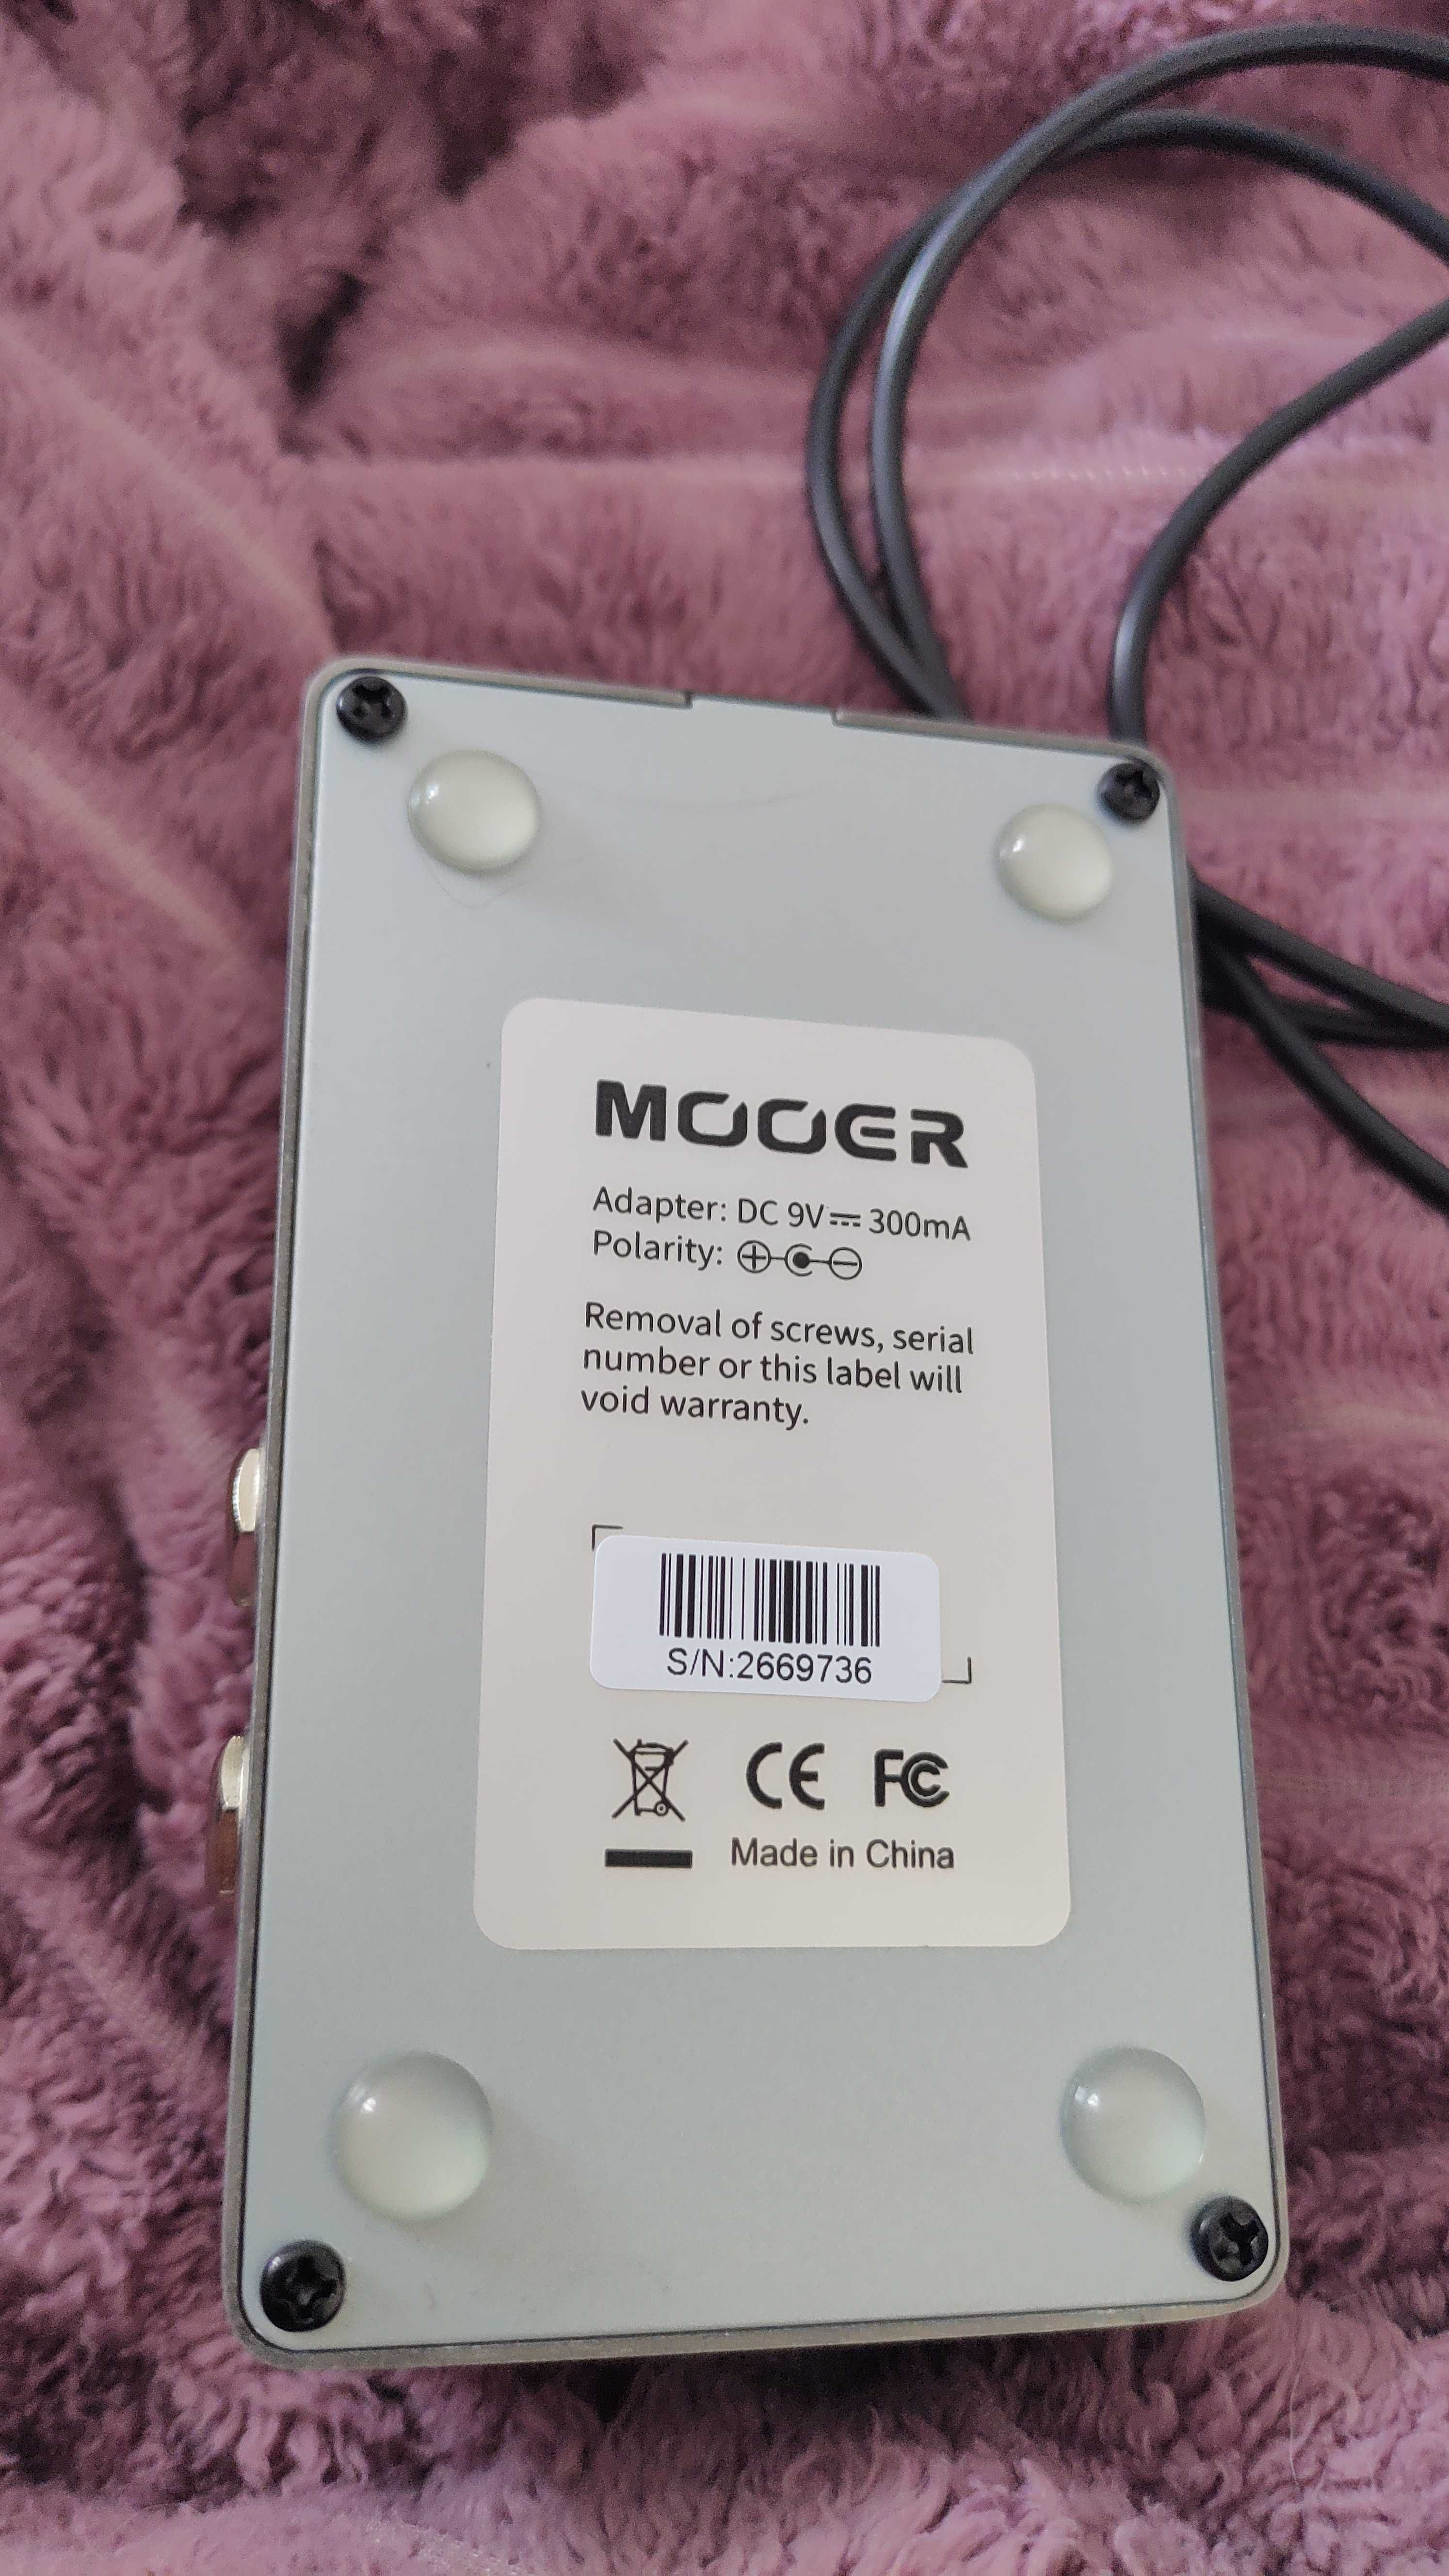 MOOER
Adapter: DC 9V⎓300mA
Polarity:
Removal of screws, serial
number or this label will
void warranty.
S/N:2669736
CE FC
Made in China